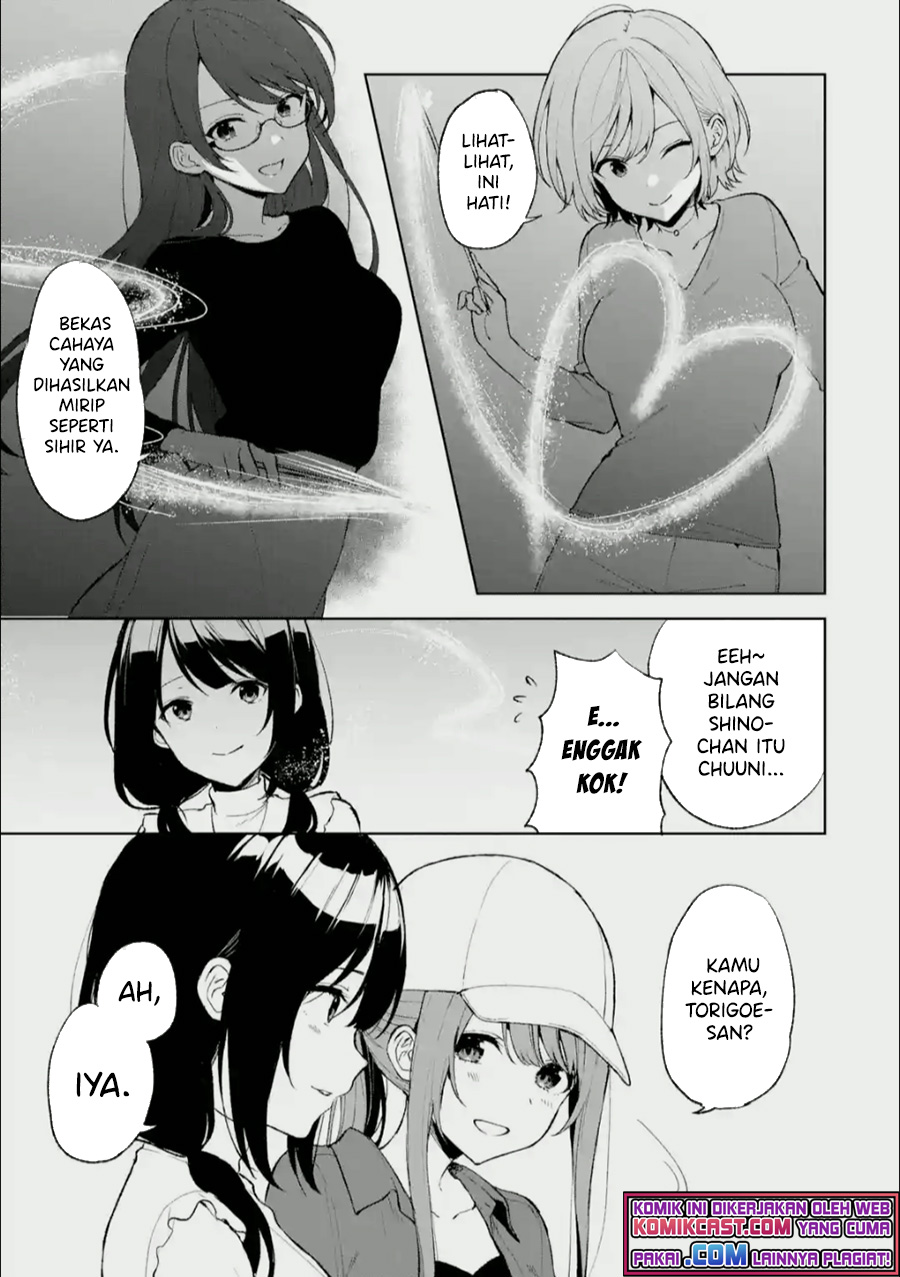 LIHAT-
LIHAT,
INI
HATI!
BEKAS
CAHAYA
YANG
DIHASILKAN
MIRIP
SEPERTI
SIHIR YA.
EEH~
JANGAN
BILANG
SHINO-
CHAN ITU
CHUUNI...
E...
ENGGAK
KOK!
KAMU
KENAPA,
TORIGOE-
SAN?
AH,
IYA.
KOMIK INI DIKERJAKAN OLEH WEB
KOMIKCAST.COM YANG CUMA
PAKAI .COM LAINNYA PLAGIAT!